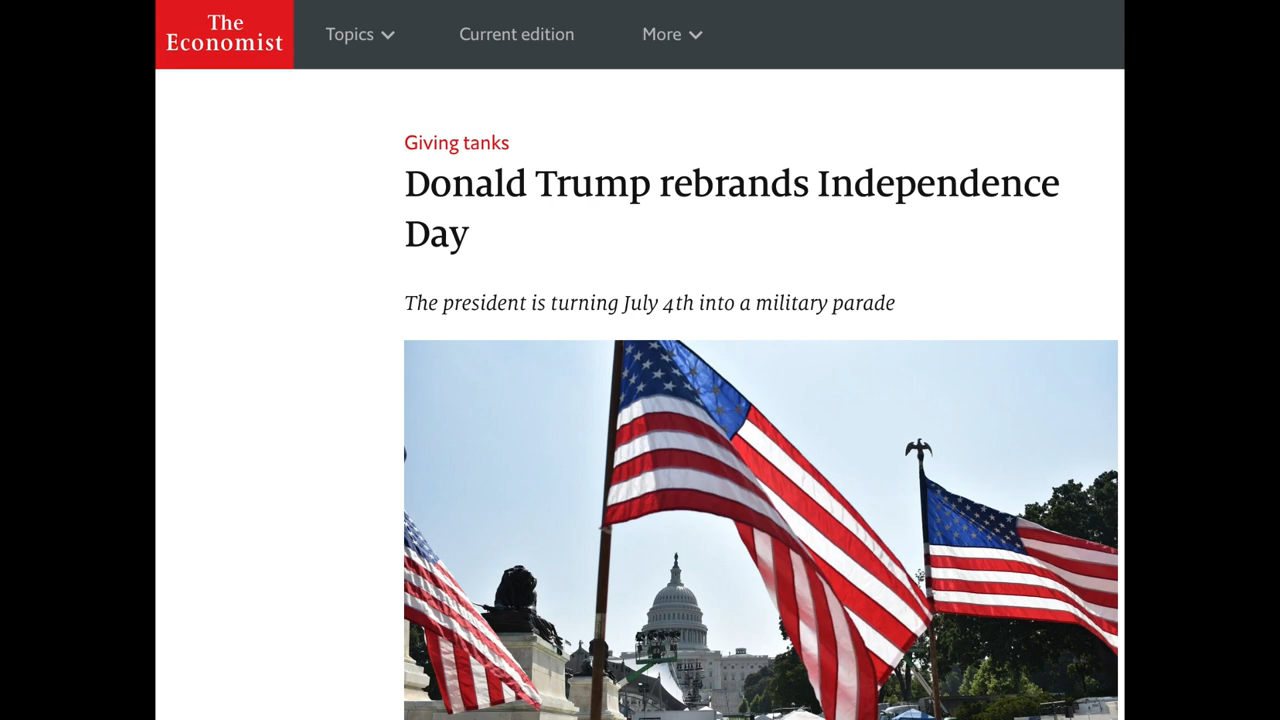 The
Economist
Topics
Current edition
More
Giving tanks
Donald Trump rebrands Independence
Day
The president is turning July 4th into a military parade